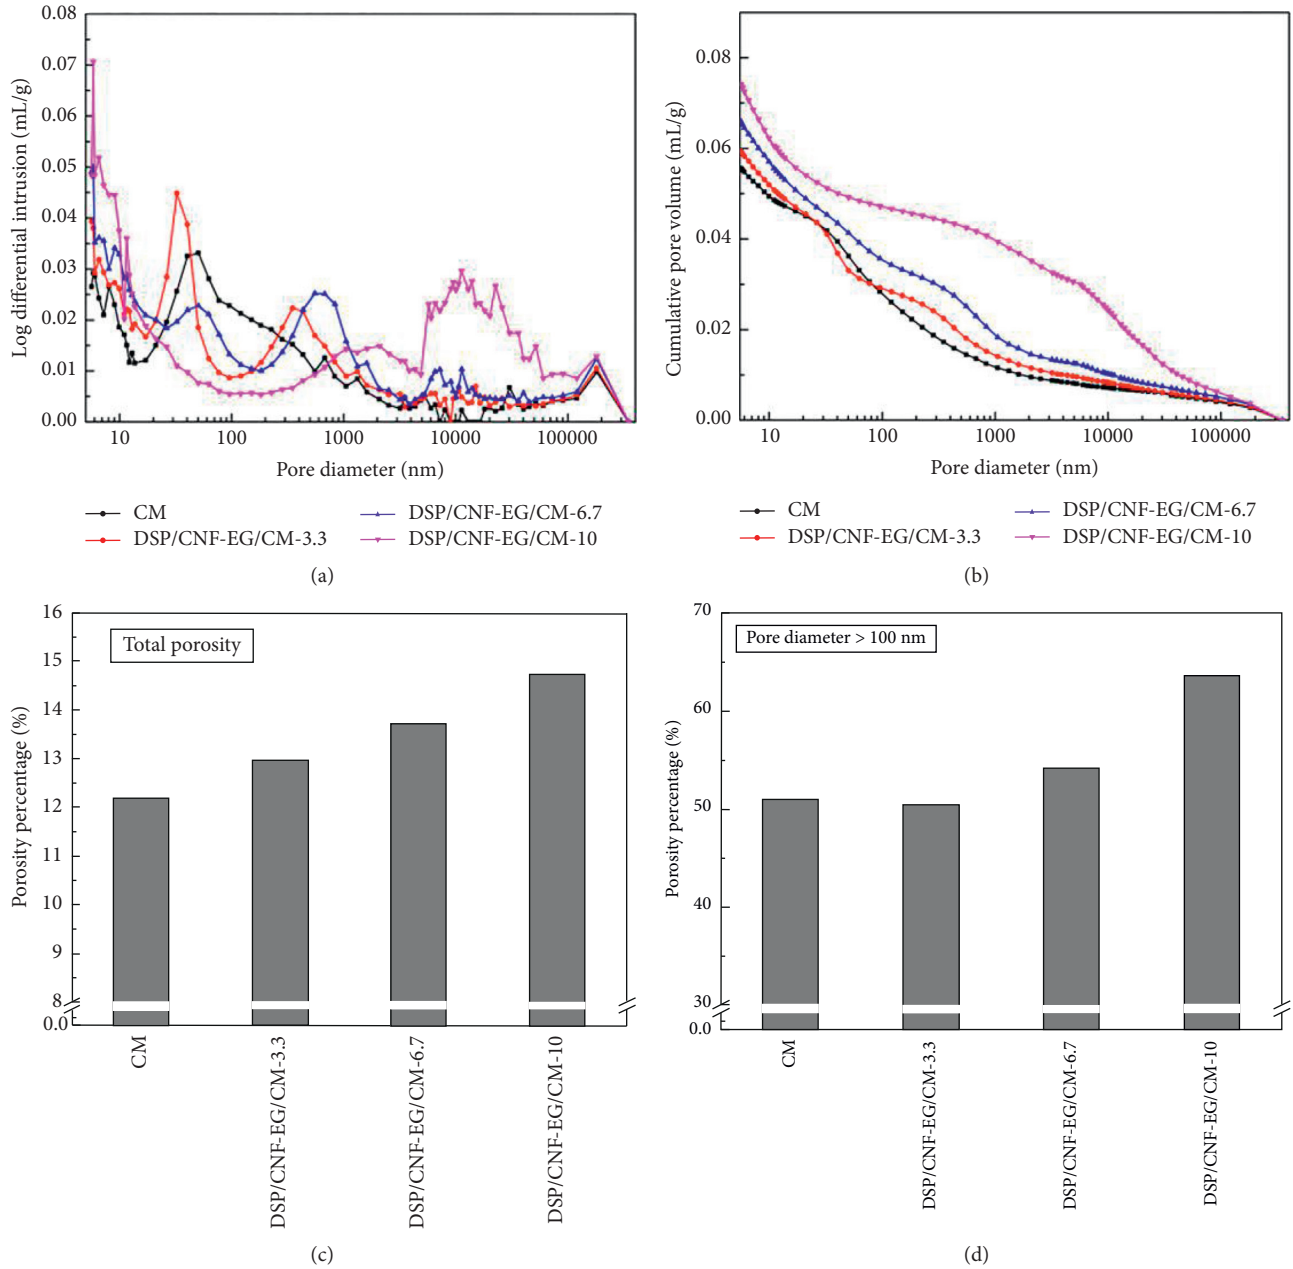 0.08
0.07
0.06
0.05
0.04
0.03
0.02
0.01
0.00
Log differential intrusion (mL/g)
10 100 1000 10000 100000
Pore diameter (nm)
CM
DSP/CNF-EG/CM-3.3
DSP/CNF-EG/CM-6.7
DSP/CNF-EG/CM-10
(a)
0.08
0.06
0.04
0.02
0.00
Cumulative pore volume (mL/g)
10 100 1000 10000 100000
Pore diameter (nm)
CM
DSP/CNF-EG/CM-3.3
DSP/CNF-EG/CM-6.7
DSP/CNF-EG/CM-10
(b)
16
15
14
13
12
11
10
9
8
0.0
Porosity percentage (%)
Total porosity
CM
DSP/CNF-EG/CM-3.3
DSP/CNF-EG/CM-6.7
DSP/CNF-EG/CM-10
(c)
70
60
50
40
30
0.0
Porosity percentage (%)
Pore diameter > 100 nm
CM
DSP/CNF-EG/CM-3.3
DSP/CNF-EG/CM-6.7
DSP/CNF-EG/CM-10
(d)